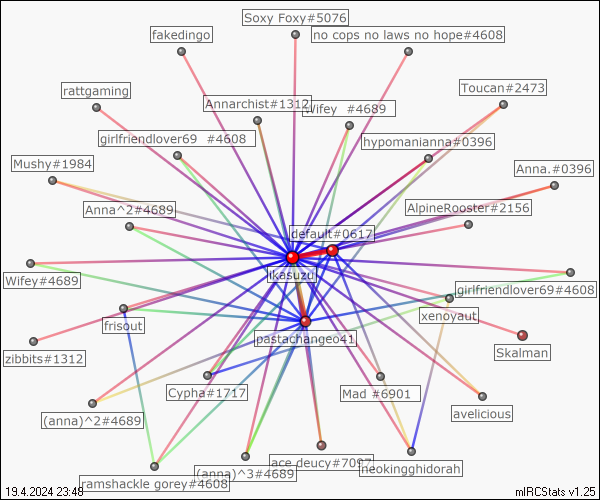 Soxy Foxy#5076
fakedingo
no cops no laws no hope#4608
rattgaming
Toucan#2473
Annarchist#1312
Wifey #4689
girlfriendlover69 #4608
hypomanianna#0396
Mushy#1984
Anna.#0396
Anna^2#4689
AlpineRooster#2156
default#0617
ikasuzu
Wifey#4689
girlfriendlover69#4608
xenoyaut
frisout
pastachange041
Skalman
zibbits#1312
Cypha#1717
Mad #6901
avelicious
(anna)^2#4689
ace deucy#7097
neokingghidorah
(anna)^3#4689
ramshackle gorey#4608
19.4.2024 23:48
mIRCStats v1.25